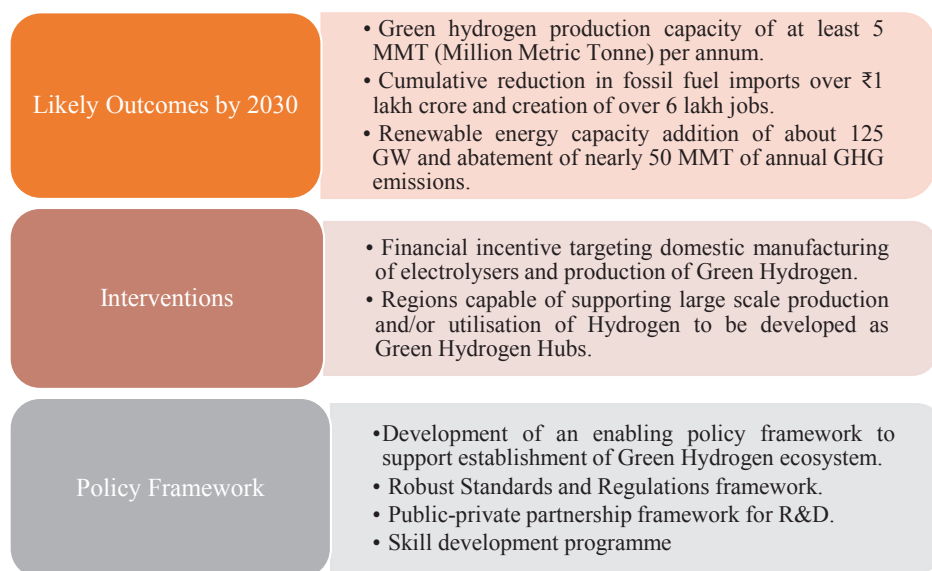 Likely Outcomes by 2030
• Green hydrogen production capacity of at least 5
MMT (Million Metric Tonne) per annum.
• Cumulative reduction in fossil fuel imports over ₹1
lakh crore and creation of over 6 lakh jobs.
• Renewable energy capacity addition of about 125
GW and abatement of nearly 50 MMT of annual GHG
emissions.
Interventions
• Financial incentive targeting domestic manufacturing
of electrolysers and production of Green Hydrogen.
• Regions capable of supporting large scale production
and/or utilisation of Hydrogen to be developed as
Green Hydrogen Hubs.
Policy Framework
•Development of an enabling policy framework to
support establishment of Green Hydrogen ecosystem.
• Robust Standards and Regulations framework.
• Public-private partnership framework for R&D.
• Skill development programme